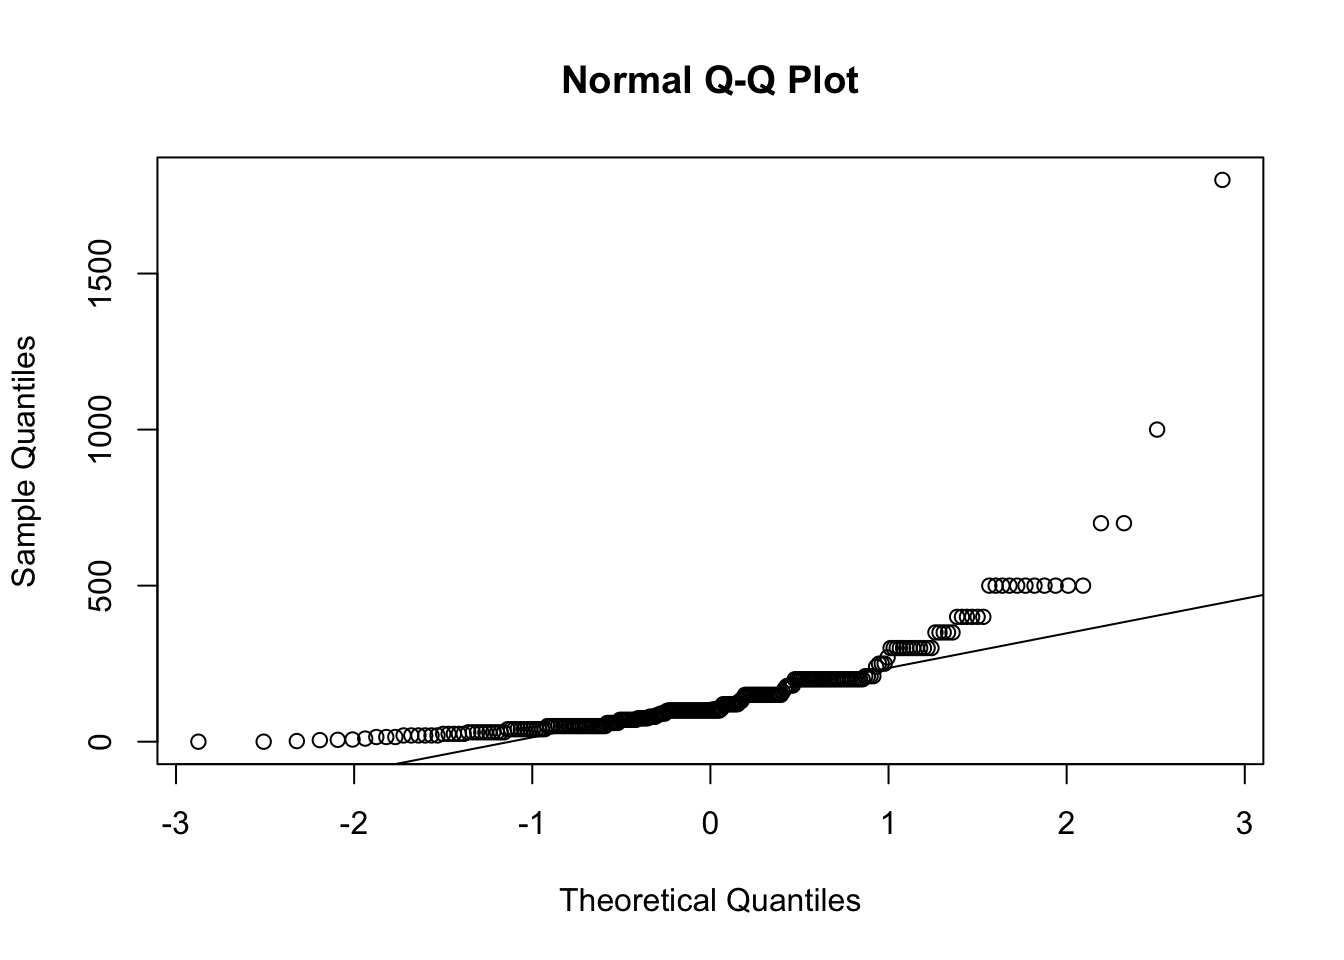 Normal Q-Q Plot
Sample Quantiles
1500
1000
500
0
-3 -2 -1 0 1 2 3
Theoretical Quantiles